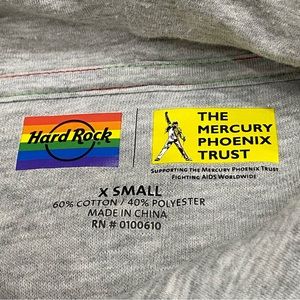 Hard Rock
THE
MERCURY
PHOENIX
TRUST
SUPPORTING THE MERCURY PHOENIX TRUST
FIGHTING AIDS WORLDWIDE
X SMALL
60% COTTON / 40% POLYESTER
MADE IN CHINA
RN # 0100610